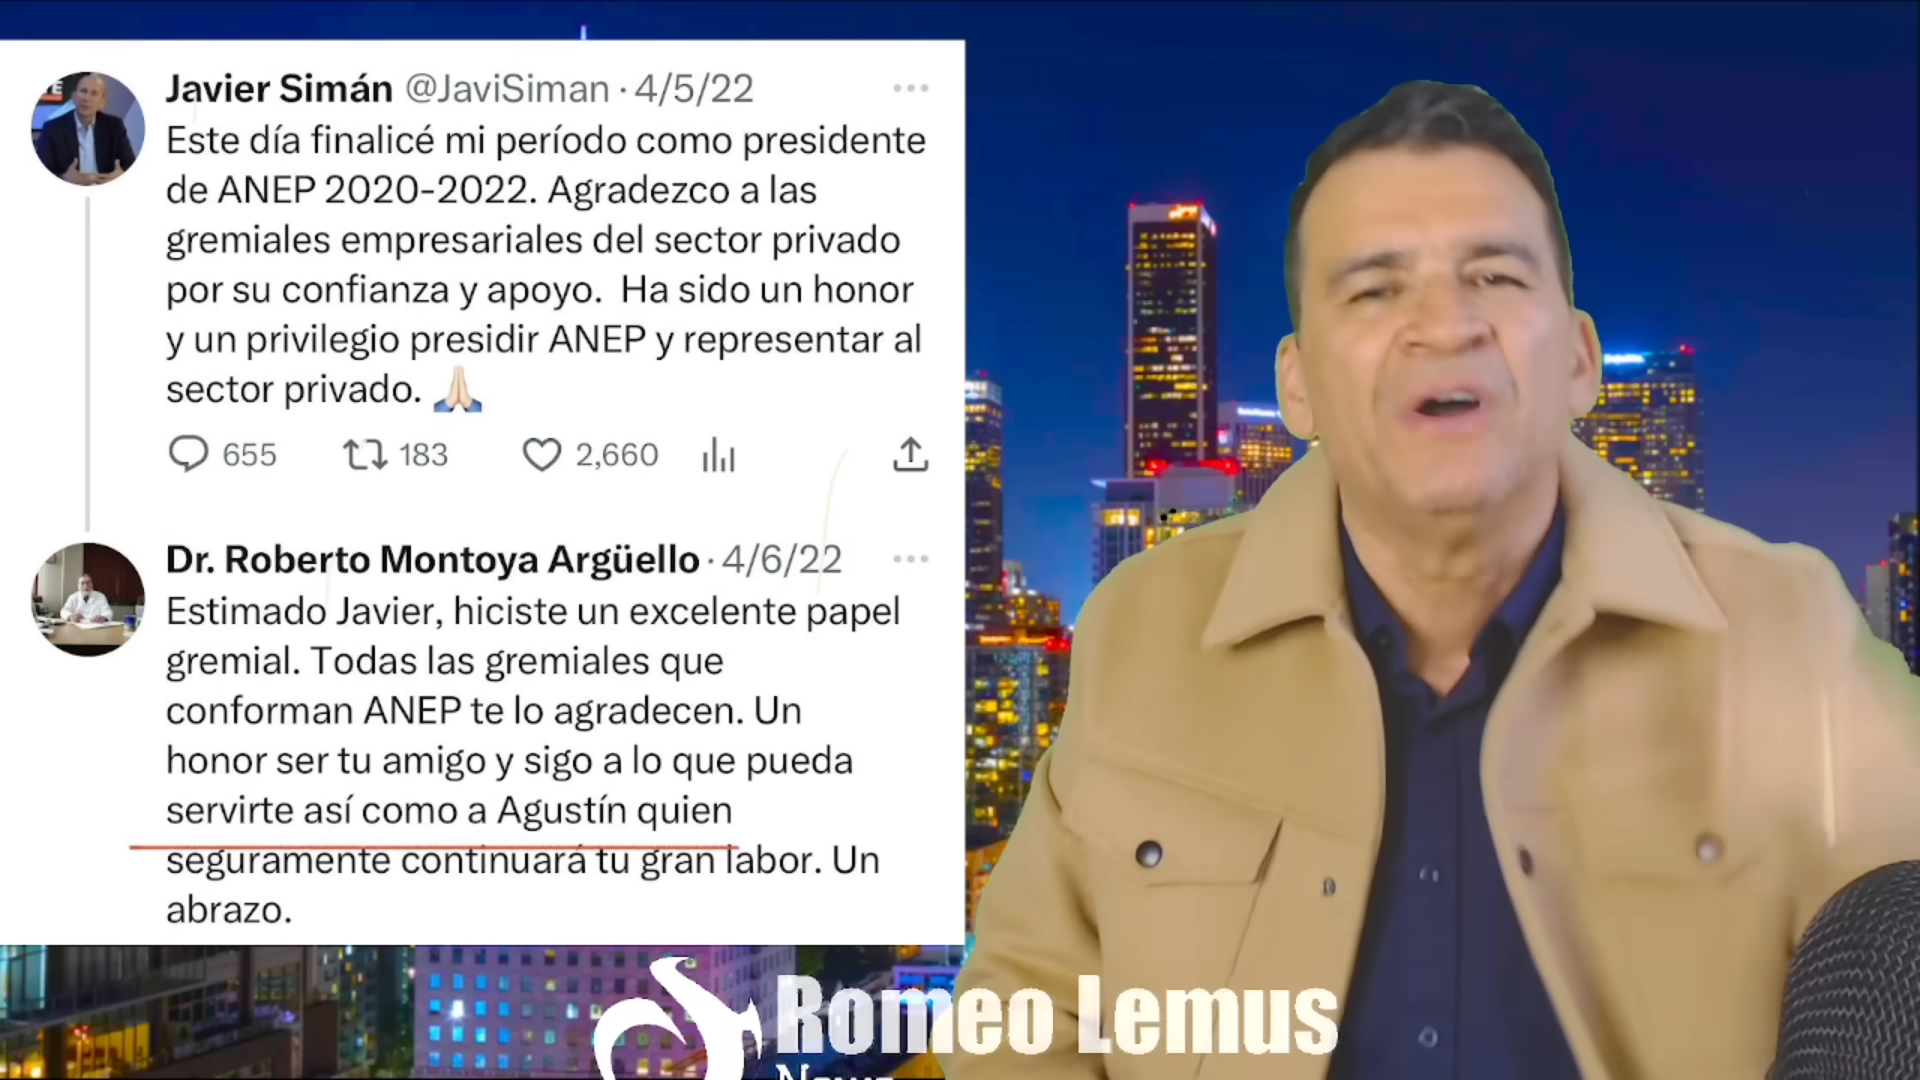 Javier Simán @JaviSiman · 4/5/22
Este día finalicé mi período como presidente
de ANEP 2020-2022. Agradezco a las
gremiales empresariales del sector privado
por su confianza y apoyo. Ha sido un honor
y un privilegio presidir ANEP y representar al
sector privado. 🙏🏻
655 183 2,660
Dr. Roberto Montoya Argüello · 4/6/22
Estimado Javier, hiciste un excelente papel
gremial. Todas las gremiales que
conforman ANEP te lo agradecen. Un
honor ser tu amigo y sigo a lo que pueda
servirte así como a Agustín quien
seguramente continuará tu gran labor. Un
abrazo.
Romeo Lemus
News